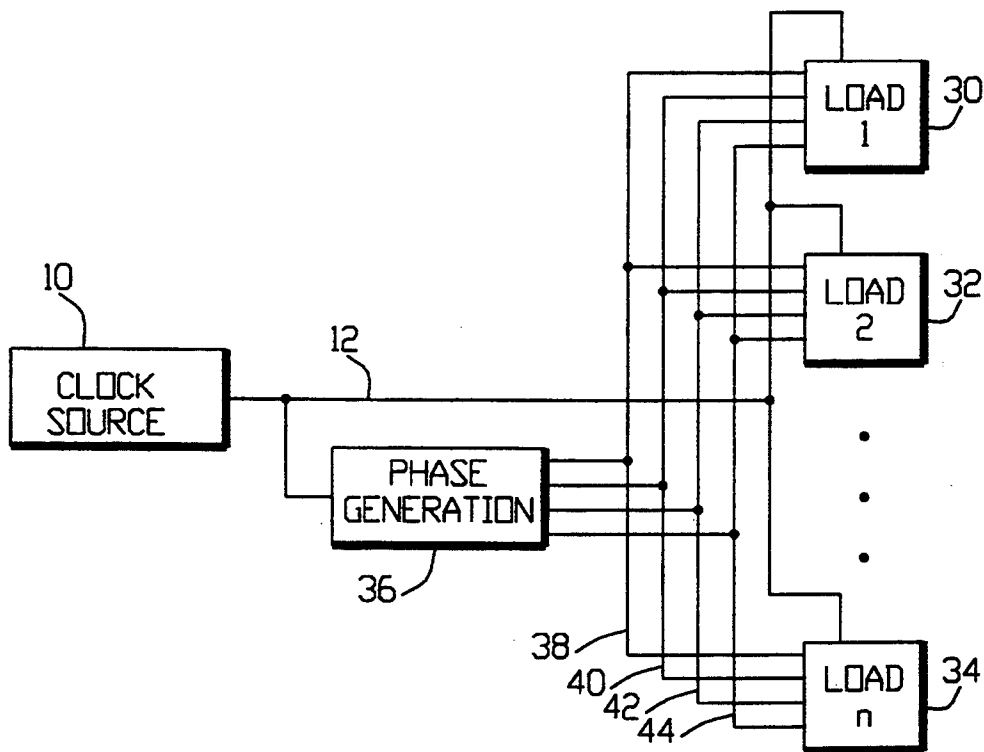 LOAD
1
30
LOAD
2
32
10
CLOCK
SOURCE
12
PHASE
GENERATION
36
38
40
42
44
LOAD
n
34